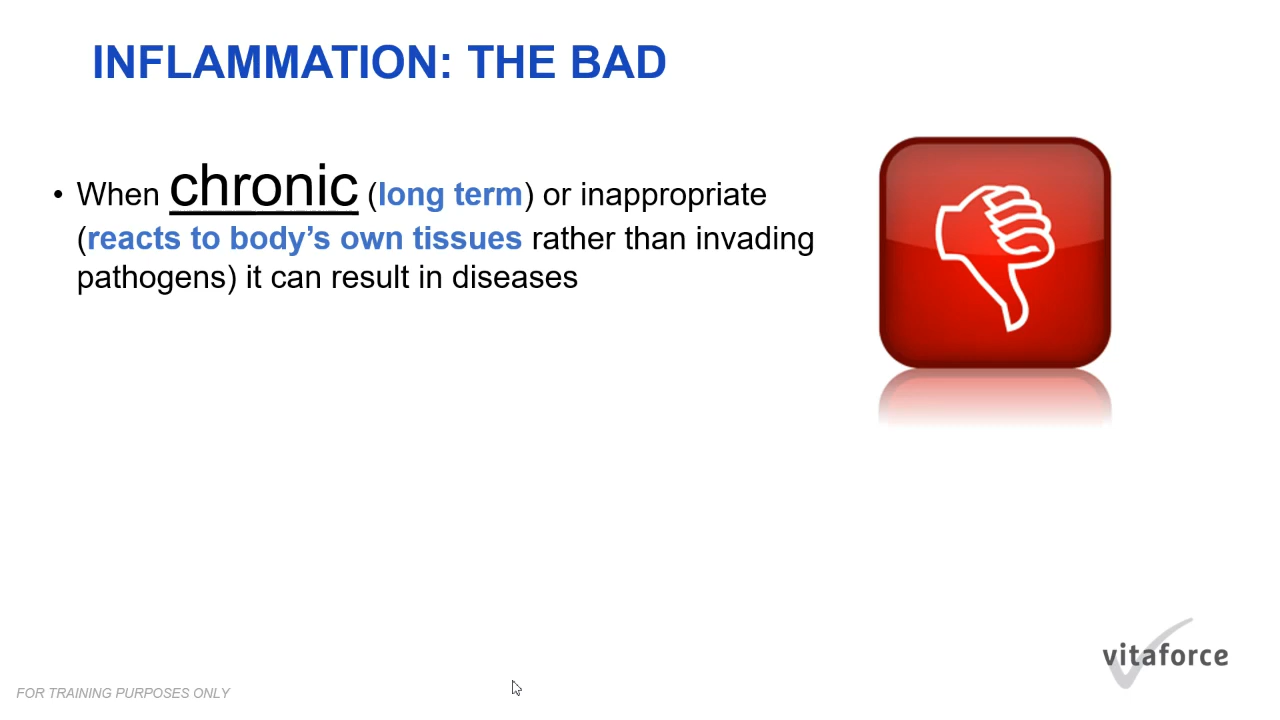 INFLAMMATION: THE BAD
• When chronic (long term) or inappropriate
(reacts to body’s own tissues rather than invading
pathogens) it can result in diseases
vitaforce
FOR TRAINING PURPOSES ONLY